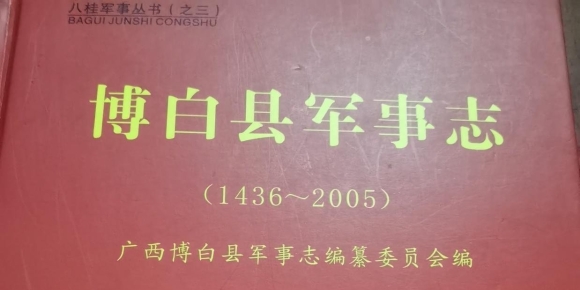 八桂军事丛书(之三)
BAGUI JUNSHI CONGSHU
博白县军事志
(1436～2005)
广西博白县军事志编纂委员会编